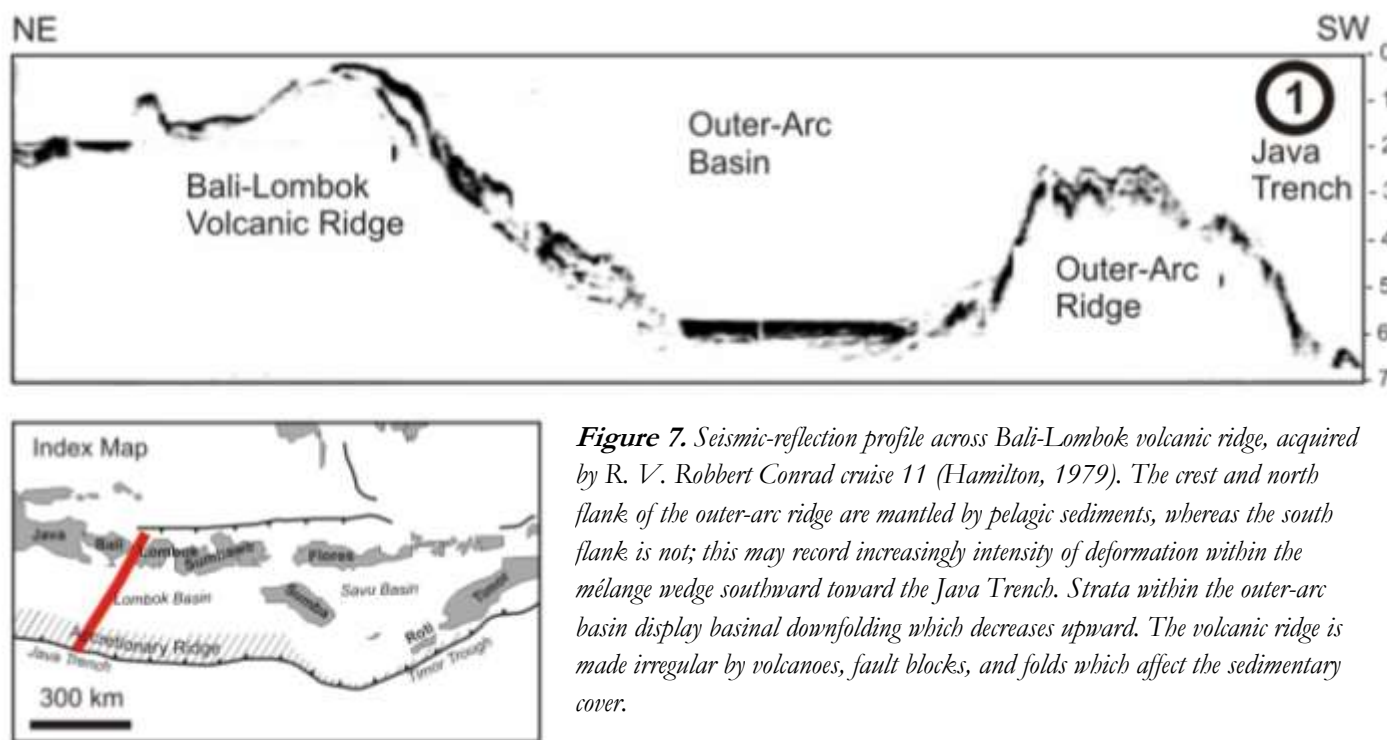 NE
SW
0
1
1
2
Outer-Arc
Basin
Java
Trench
Bali-Lombok
Volcanic Ridge
3
4
Outer-Arc
Ridge
5
6
7
Index Map
Java
Bali
Lombok
Sumbawa
Flores
Lombok Basin
Sumba
Savu Basin
Timor
Roti
Accretionary Ridge
Java Trench
Timor Trough
300 km
Figure 7. Seismic-reflection profile across Bali-Lombok volcanic ridge, acquired
by R. V. Robbert Conrad cruise 11 (Hamilton, 1979). The crest and north
flank of the outer-arc ridge are mantled by pelagic sediments, whereas the south
flank is not; this may record increasingly intensity of deformation within the
mélange wedge southward toward the Java Trench. Strata within the outer-arc
basin display basinal downfolding which decreases upward. The volcanic ridge is
made irregular by volcanoes, fault blocks, and folds which affect the sedimentary
cover.